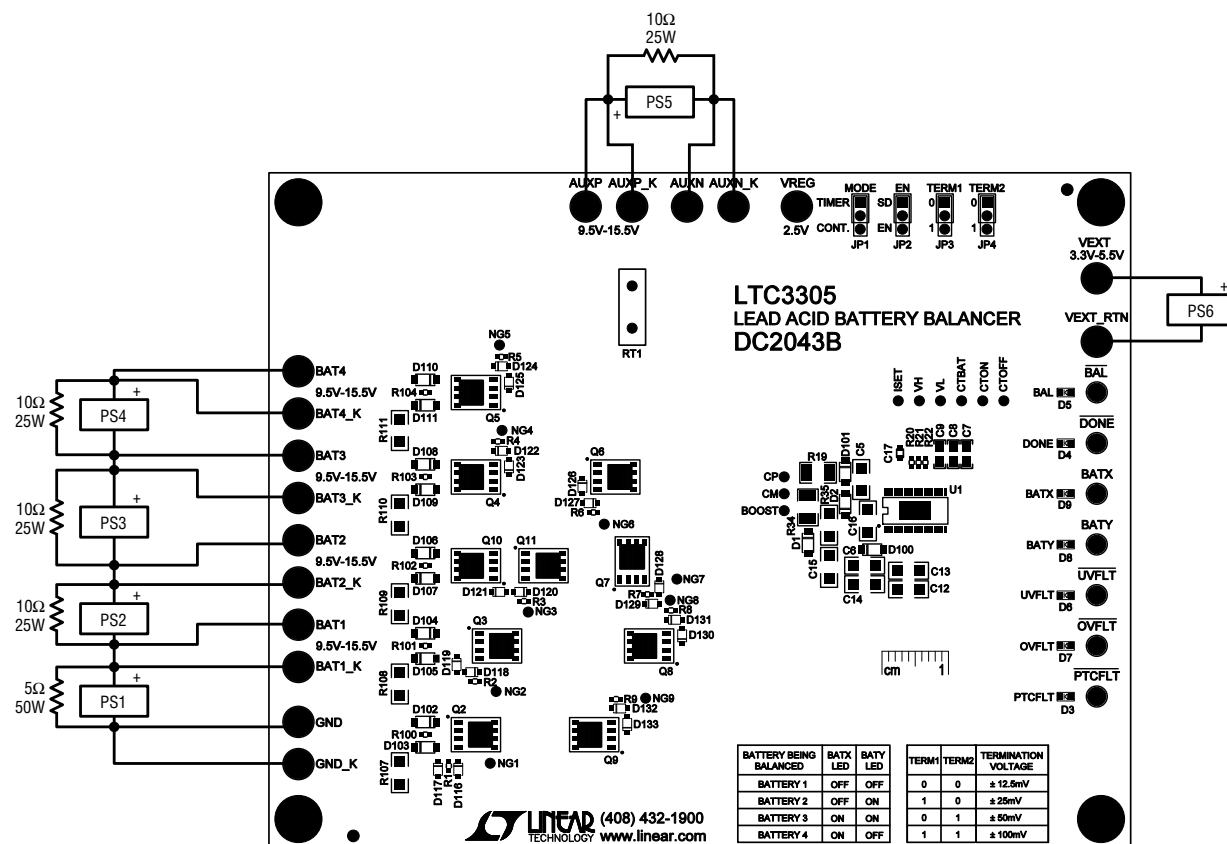 10Ω
25W
PS5
+
AUXP
AUXP_K
AUXN
AUXN_K
9.5V-15.5V
VREG
2.5V
MODE
TIMER
CONT.
JP1
EN
SD
EN
JP2
TERM1
0
1
JP3
TERM2
0
1
JP4
VEXT
3.3V-5.5V
VEXT_RTN
+
PS6
LTC3305
LEAD ACID BATTERY BALANCER
DC2043B
RT1
10Ω
25W
+
PS4
10Ω
25W
+
PS3
10Ω
25W
+
PS2
5Ω
50W
+
PS1
BAT4
9.5V-15.5V
BAT4_K
BAT3
9.5V-15.5V
BAT3_K
BAT2
9.5V-15.5V
BAT2_K
BAT1
9.5V-15.5V
BAT1_K
GND
GND_K
D110
R104
D111
R111
D108
R103
D109
R110
D106
R102
D107
R109
D104
R101
D105
R108
D102
R100
D103
R107
NG5
R5
D124
D125
Q5
NG4
R4
D122
D123
Q4
Q6
D126
D127
R6
NG6
Q10
Q11
D121
D120
R3
NG3
Q7
D128
NG7
R7
D129
NG8
R8
D131
D130
Q8
Q3
D119
D118
R2
NG2
Q2
D117
R1
D116
NG1
R9
NG9
D132
D133
Q9
ISET
VH
VL
CTBAT
CTON
CTOFF
CP
CM
BOOST
R19
D101
C5
R35
D2
R34
D1
C15
C16
C17
R20
R21
R22
C9
C8
C7
U1
C6
D100
C14
C13
C12
BAL
BAL
D5
DONE
DONE
D4
BATX
BATX
D9
BATY
BATY
D8
UVFLT
UVFLT
D6
OVFLT
OVFLT
D7
PTCFLT
PTCFLT
D3
cm 1
BATTERY BEING BALANCED BATX LED BATY LED
BATTERY 1 OFF OFF
BATTERY 2 OFF ON
BATTERY 3 ON ON
BATTERY 4 ON OFF
TERM1 TERM2 TERMINATION VOLTAGE
0 0 ± 12.5mV
1 0 ± 25mV
0 1 ± 50mV
1 1 ± 100mV
LINEAR TECHNOLOGY
(408) 432-1900
www.linear.com